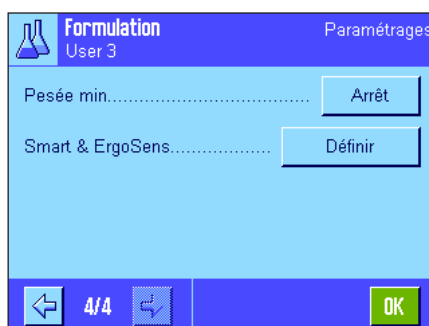 Formulation Paramétrages
User 3
Pesée min.................................... Arrêt
Smart & ErgoSens.................. Définir
4/4 OK